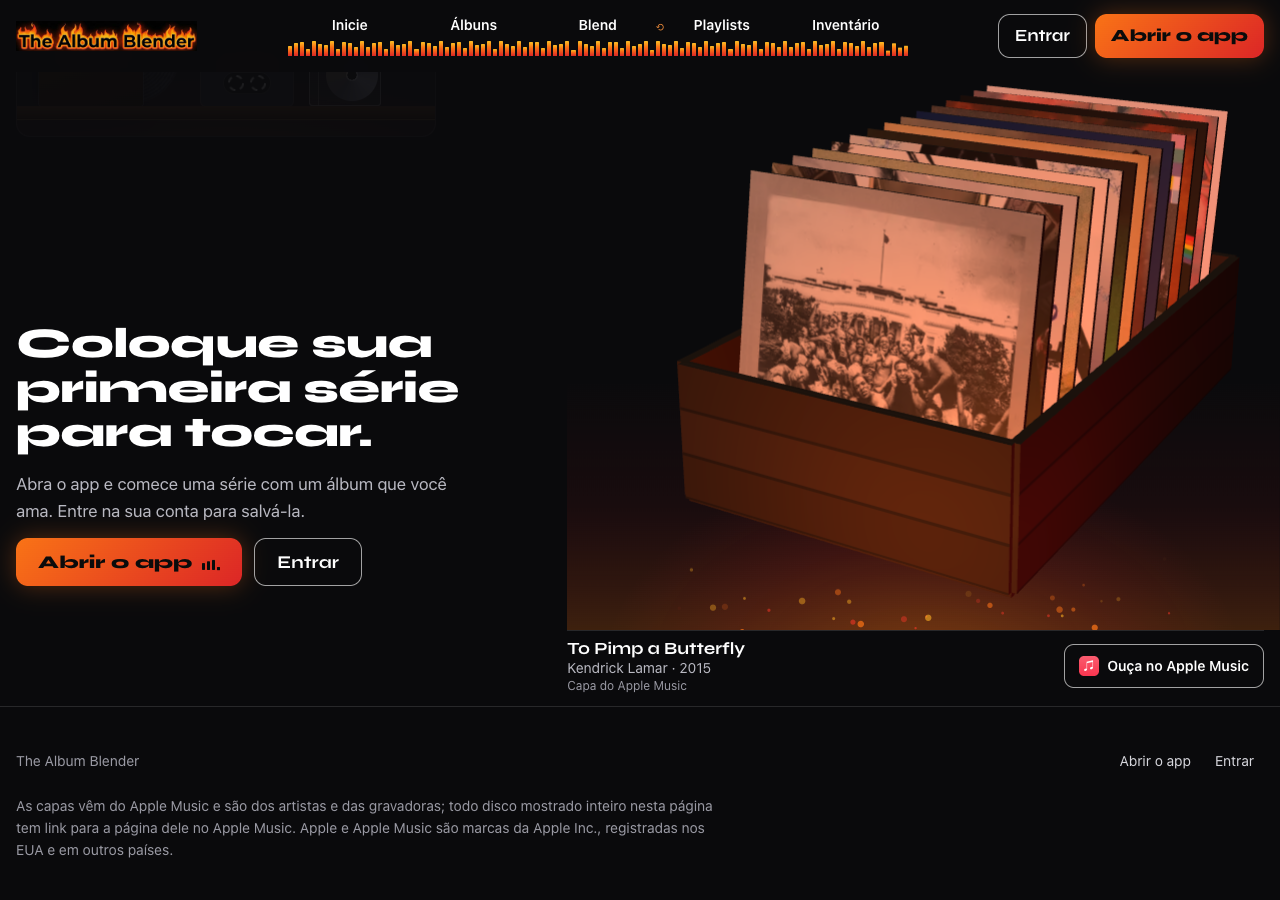 The Album Blender
Inicie
Álbuns
Blend
Playlists
Inventário
Entrar
Abrir o app
Coloque sua
primeira série
para tocar.
Abra o app e comece uma série com um álbum que você
ama. Entre na sua conta para salvá-la.
Abrir o app
Entrar
To Pimp a Butterfly
Kendrick Lamar · 2015
Capa do Apple Music
Ouça no Apple Music
The Album Blender
Abrir o app
Entrar
As capas vêm do Apple Music e são dos artistas e das gravadoras; todo disco mostrado inteiro nesta página
tem link para a página dele no Apple Music. Apple e Apple Music são marcas da Apple Inc., registradas nos
EUA e em outros países.